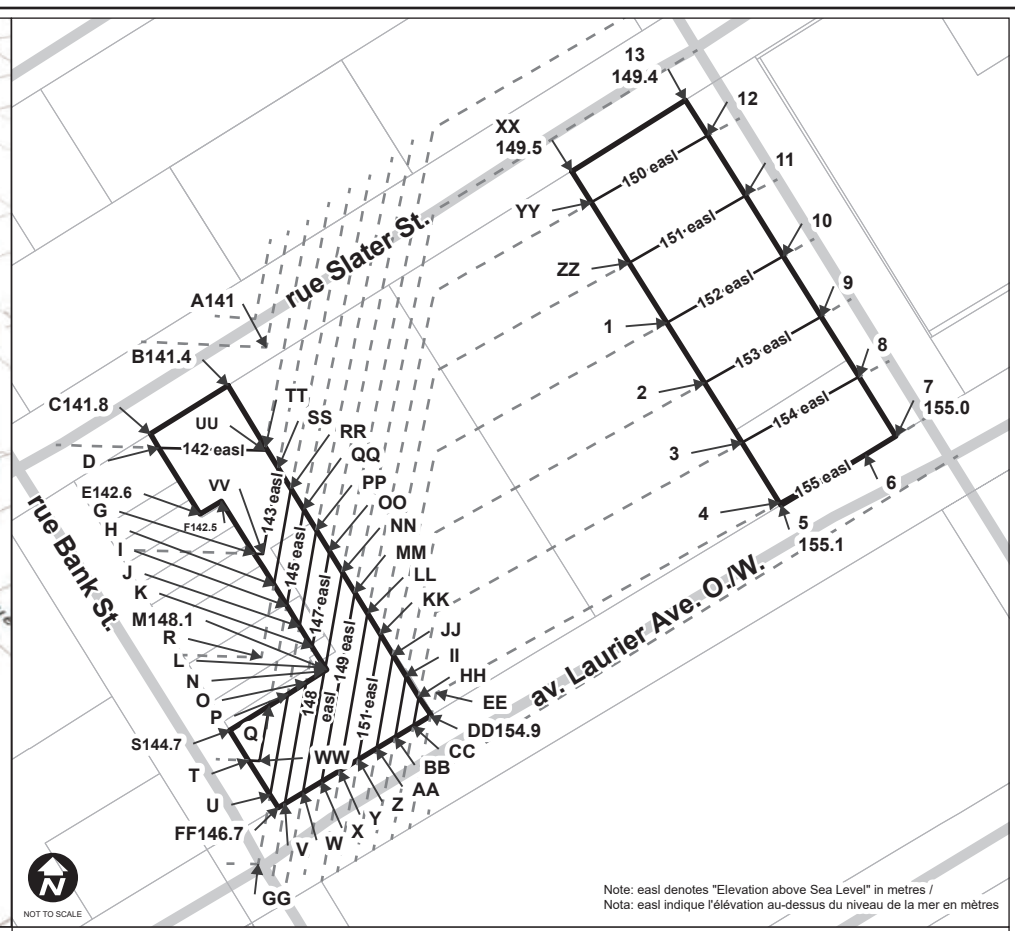 13
149.4
12
XX
149.5
150 easl
11
YY
151 easl
10
rue Slater St.
ZZ
152 easl
9
A141
1
153 easl
8
B141.4
2
154 easl
7
155.0
C141.8
TT
UU
SS
RR
142 easl
QQ
D
3
155 easl
6
VV
PP
E142.6
4
5
155.1
G
F142.5
143 easl
OO
H
NN
I
145 easl
MM
J
LL
K
147 easl
KK
rue Bank St.
M148.1
JJ
R
149 easl
II
L
HH
N
EE
av. Laurier Ave. O./W.
O
148 easl
P
151 easl
DD154.9
S144.7
Q
CC
WW
BB
T
AA
U
Z
Y
FF146.7
X
W
V
GG
N
NOT TO SCALE
Note: easl denotes "Elevation above Sea Level" in metres /
Nota: easl indique l'élévation au-dessus du niveau de la mer en mètres